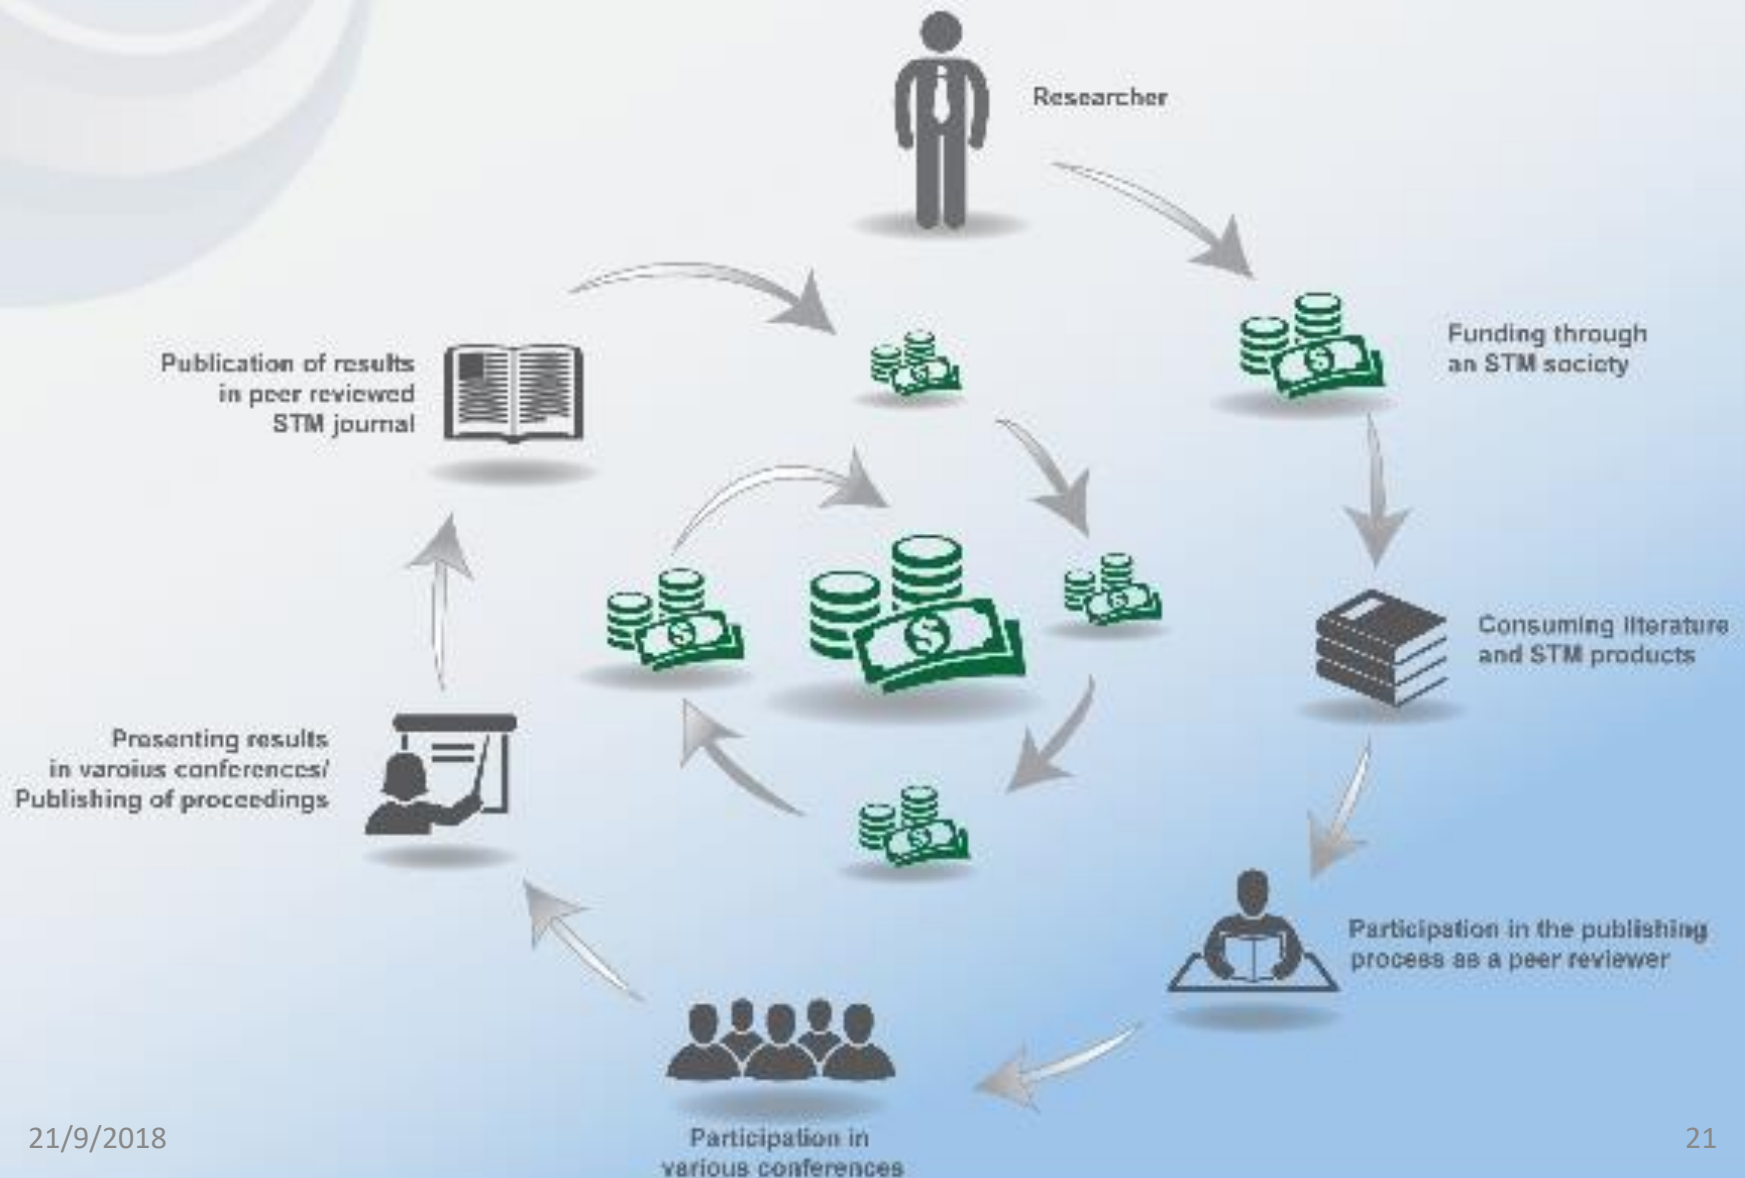 Researcher
Funding through
an STM society
Consuming literature
and STM products
Participation in the publishing
process as a peer reviewer
Participation in
various conferences
Presenting results
in varoius conferences/
Publishing of proceedings
Publication of results
in peer reviewed
STM journal
21/9/2018
21